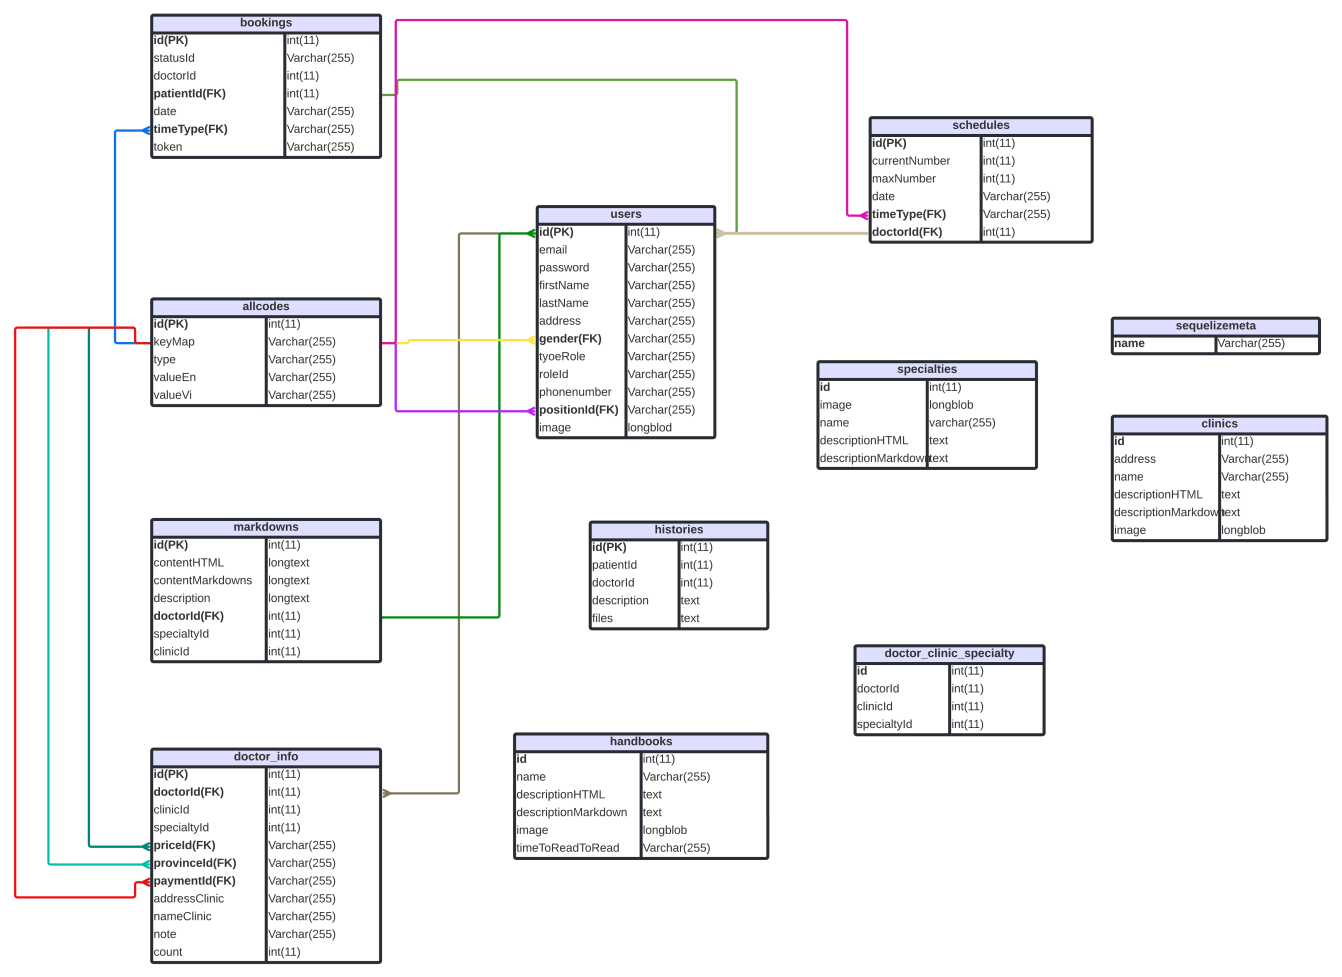 bookings
id(PK) int(11)
statusId Varchar(255)
doctorId int(11)
patientId(FK) int(11)
date Varchar(255)
timeType(FK) Varchar(255)
token Varchar(255)
schedules
id(PK) int(11)
currentNumber int(11)
maxNumber int(11)
date Varchar(255)
timeType(FK) Varchar(255)
doctorId(FK) int(11)
users
id(PK) int(11)
email Varchar(255)
password Varchar(255)
firstName Varchar(255)
lastName Varchar(255)
address Varchar(255)
gender(FK) Varchar(255)
tyoeRole Varchar(255)
roleId Varchar(255)
phonenumber Varchar(255)
positionId(FK) Varchar(255)
image longblod
allcodes
id(PK) int(11)
keyMap Varchar(255)
type Varchar(255)
valueEn Varchar(255)
valueVi Varchar(255)
sequelizemeta
name Varchar(255)
specialties
id int(11)
image longblob
name varchar(255)
descriptionHTML text
descriptionMarkdown text
clinics
id int(11)
address Varchar(255)
name Varchar(255)
descriptionHTML text
descriptionMarkdown text
image longblob
markdowns
id(PK) int(11)
contentHTML longtext
contentMarkdowns longtext
description longtext
doctorId(FK) int(11)
specialtyId int(11)
clinicId int(11)
histories
id(PK) int(11)
patientId int(11)
doctorId int(11)
description text
files text
doctor_clinic_specialty
id int(11)
doctorId int(11)
clinicId int(11)
specialtyId int(11)
doctor_info
id(PK) int(11)
doctorId(FK) int(11)
clinicId int(11)
specialtyId int(11)
priceId(FK) Varchar(255)
provinceId(FK) Varchar(255)
paymentId(FK) Varchar(255)
addressClinic Varchar(255)
nameClinic Varchar(255)
note Varchar(255)
count int(11)
handbooks
id int(11)
name Varchar(255)
descriptionHTML text
descriptionMarkdown text
image longblob
timeToReadToRead Varchar(255)